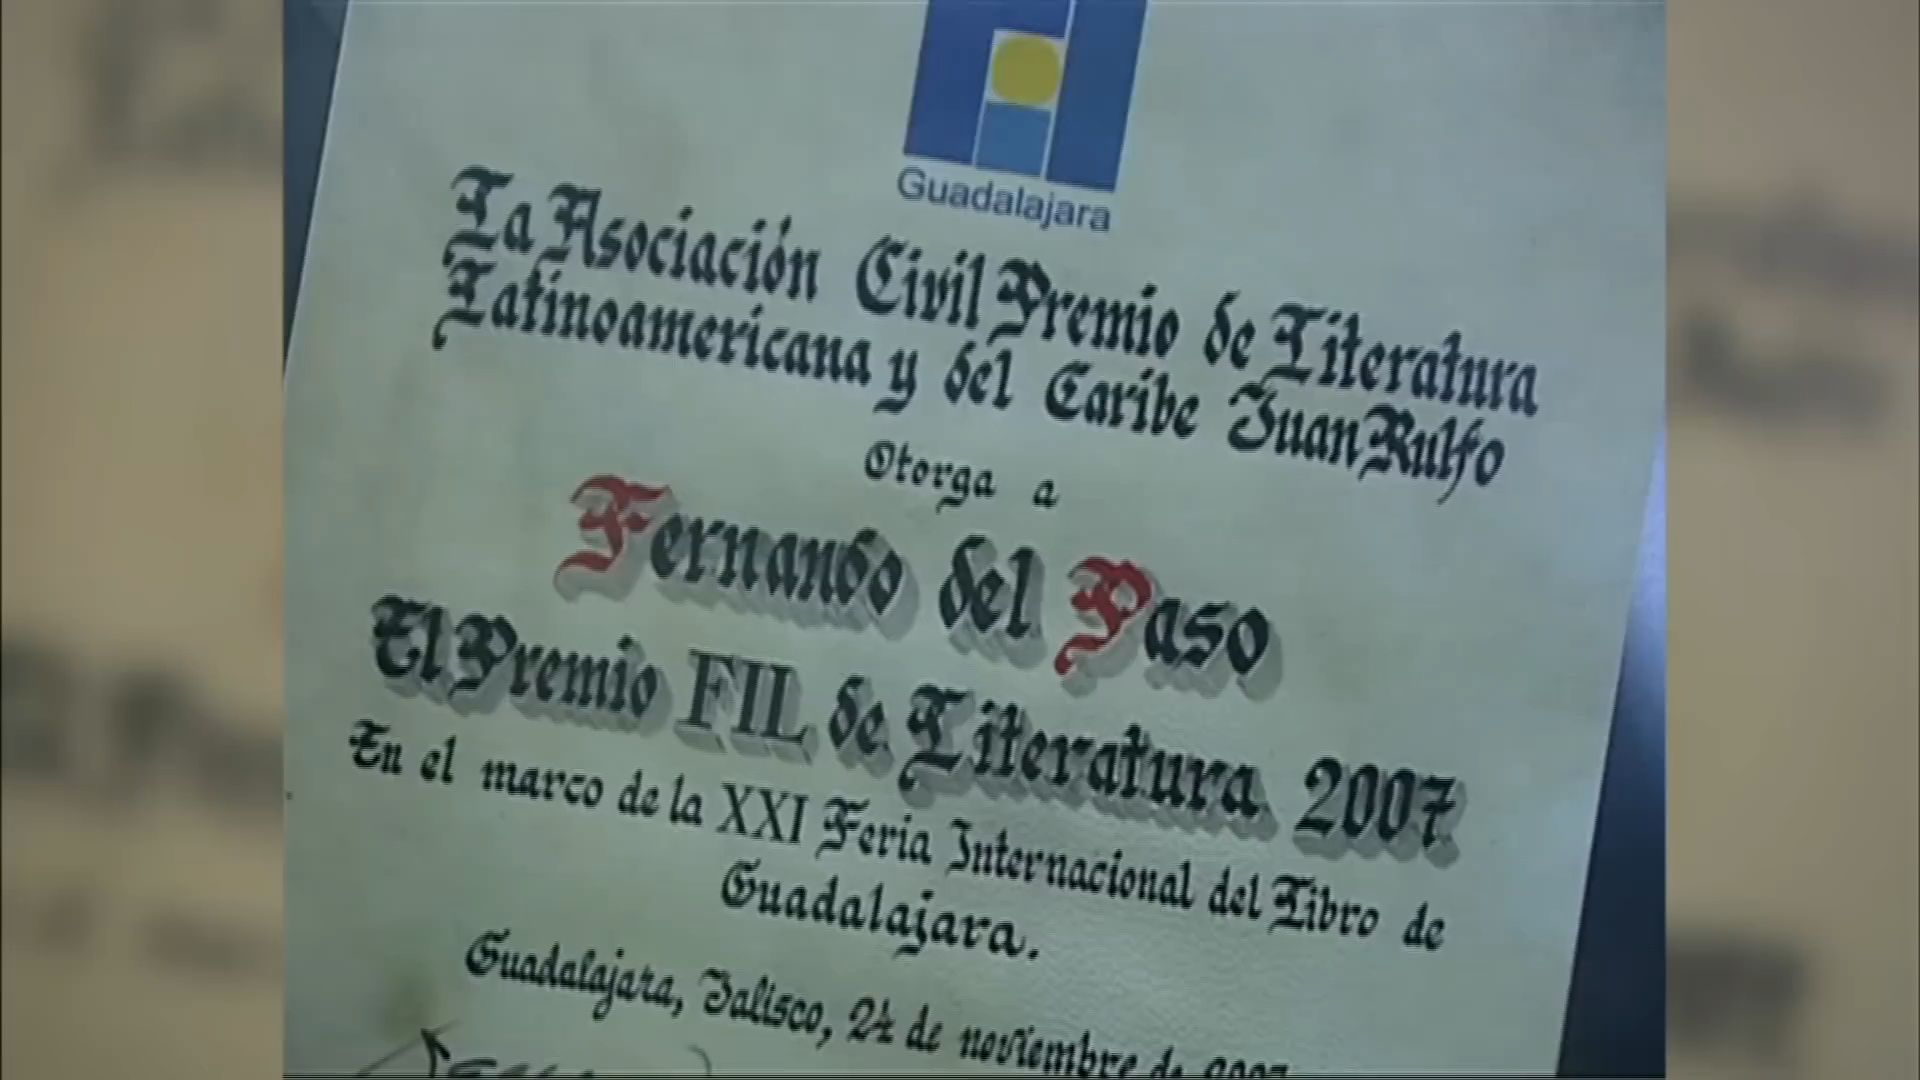 Guadalajara
La Asociación Civil Premio de Literatura
Latinoamericana y del Caribe Juan Rulfo
Otorga a
Fernando del Paso
El Premio FIL de Literatura 2007
En el marco de la XXI Feria Internacional del Libro de
Guadalajara.
Guadalajara, Jalisco, 24 de noviembre de 2007